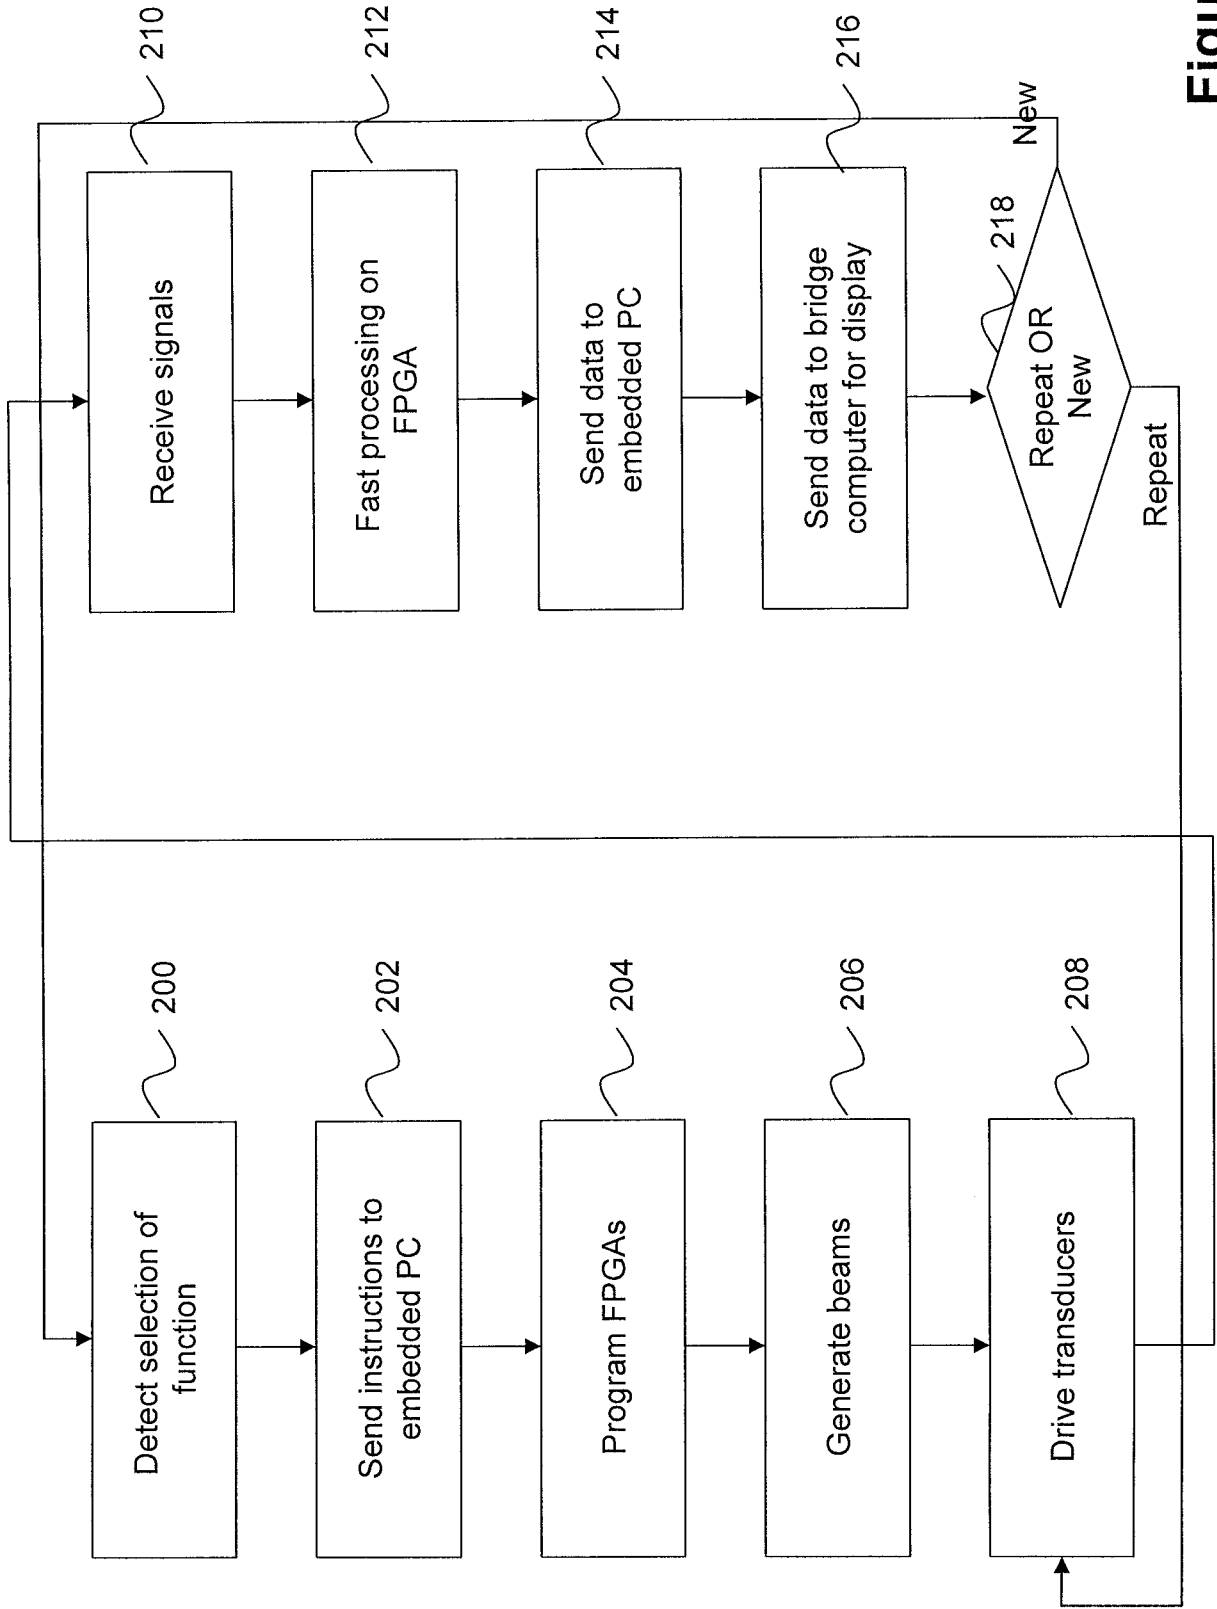 Detect selection of
function
200
Send instructions to
embedded PC
202
Program FPGAs
204
Generate beams
206
Drive transducers
208
Receive signals
210
Fast processing on
FPGA
212
Send data to
embedded PC
214
Send data to bridge
computer for display
216
Repeat OR
New
218
New
Repeat